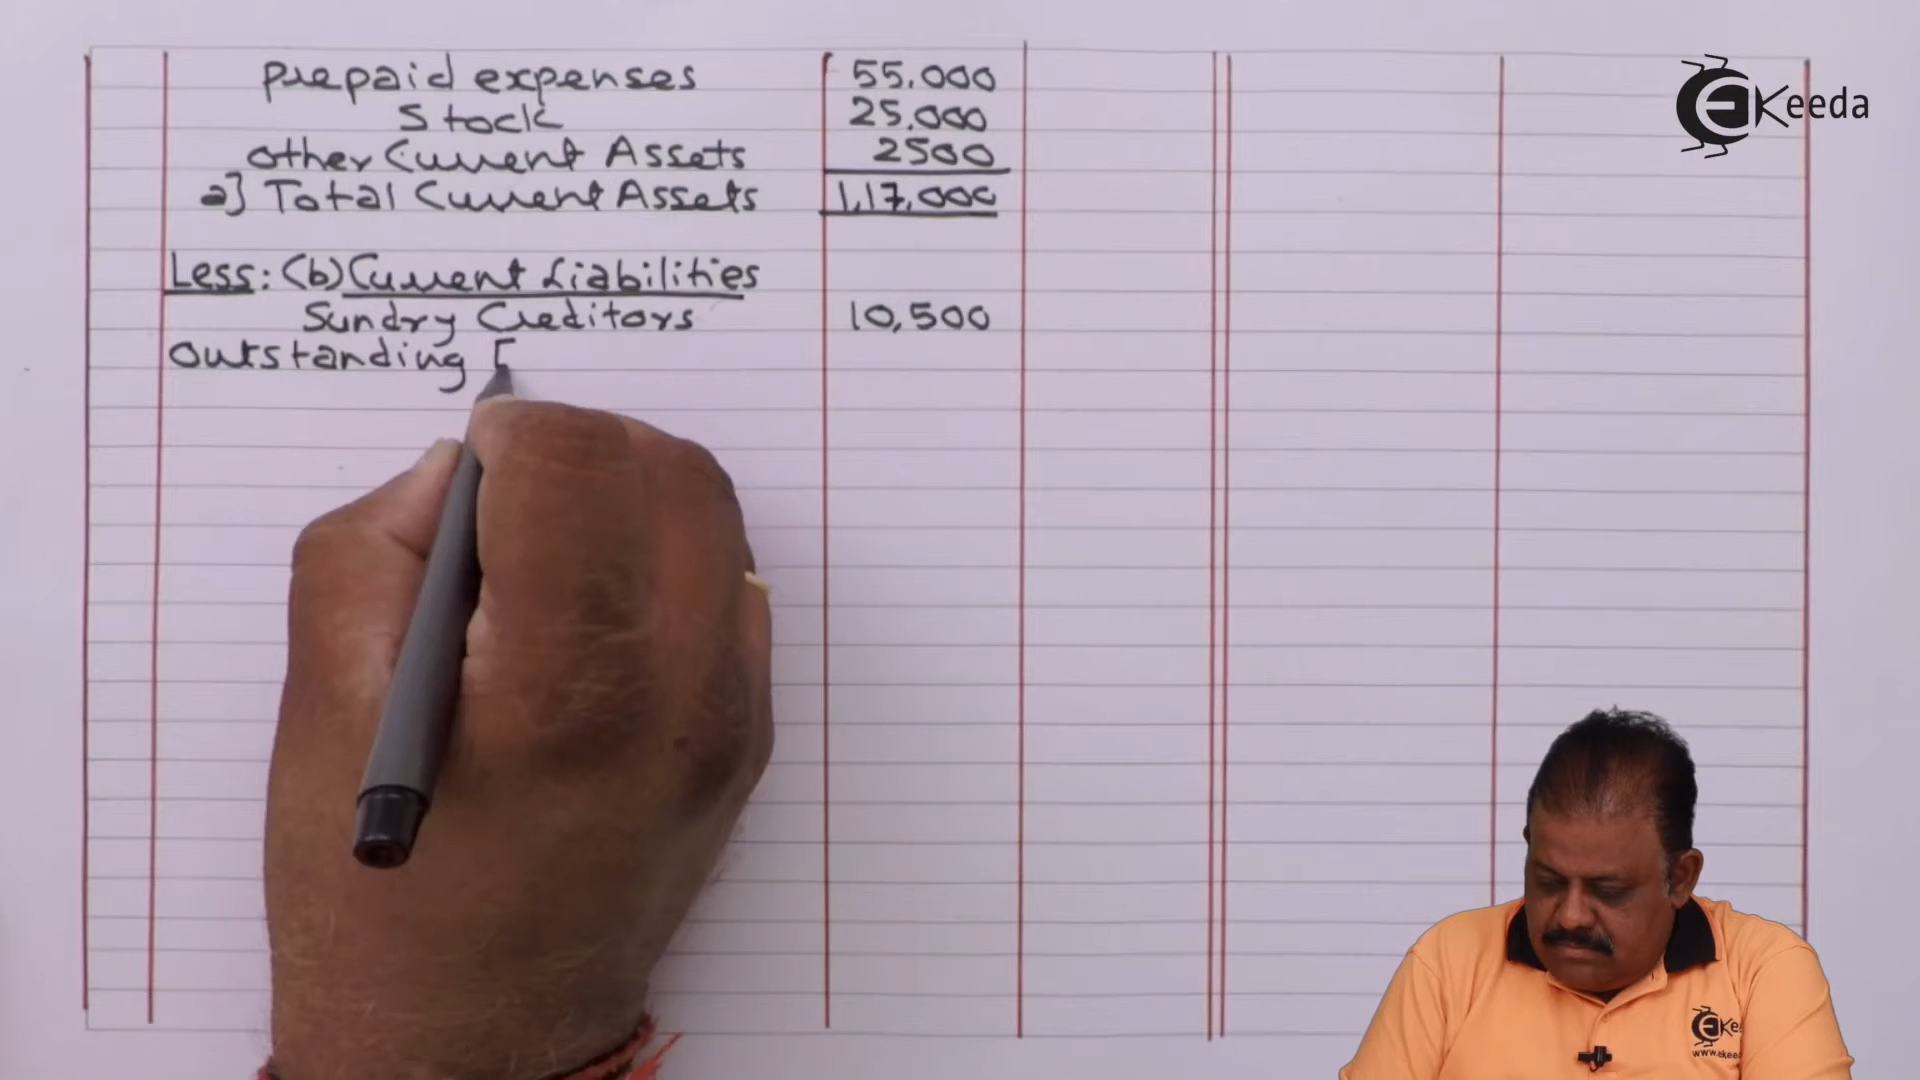 Prepaid expenses 55.000
Stock 25.000
other Current Assets 2500
a] Total Current Assets 1,17,000
Less: (b) Current Liabilities
Sundry Creditors 10,500
Outstanding
eKeeda